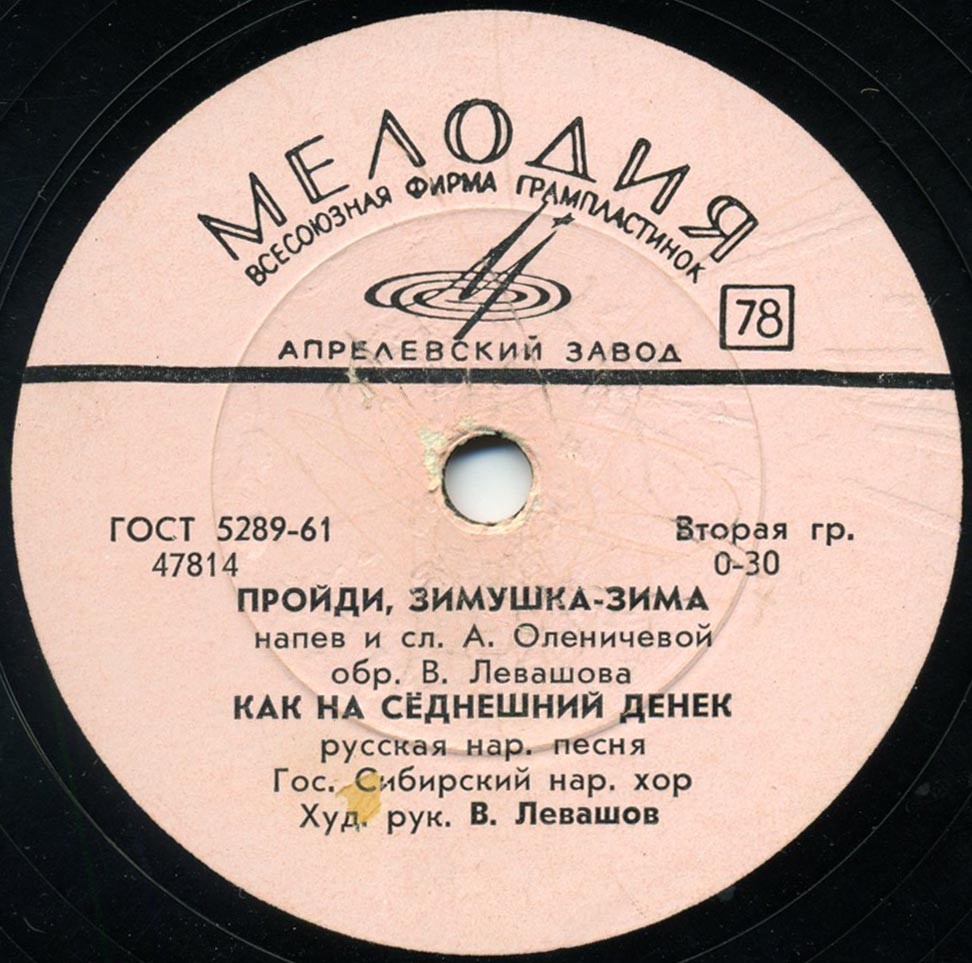 МЕЛОДИЯ
ВСЕСОЮЗНАЯ ФИРМА ГРАМПЛАСТИНОК
78
АПРЕЛЕВСКИЙ ЗАВОД
ГОСТ 5289-61
Вторая гр.
47814
0-30
ПРОЙДИ, ЗИМУШКА-ЗИМА
напев и сл. А. Оленичевой
обр. В. Левашова
КАК НА СЁДНЕШНИЙ ДЕНЕК
русская нар. песня
Гос. Сибирский нар. хор
Худ. рук. В. Левашов